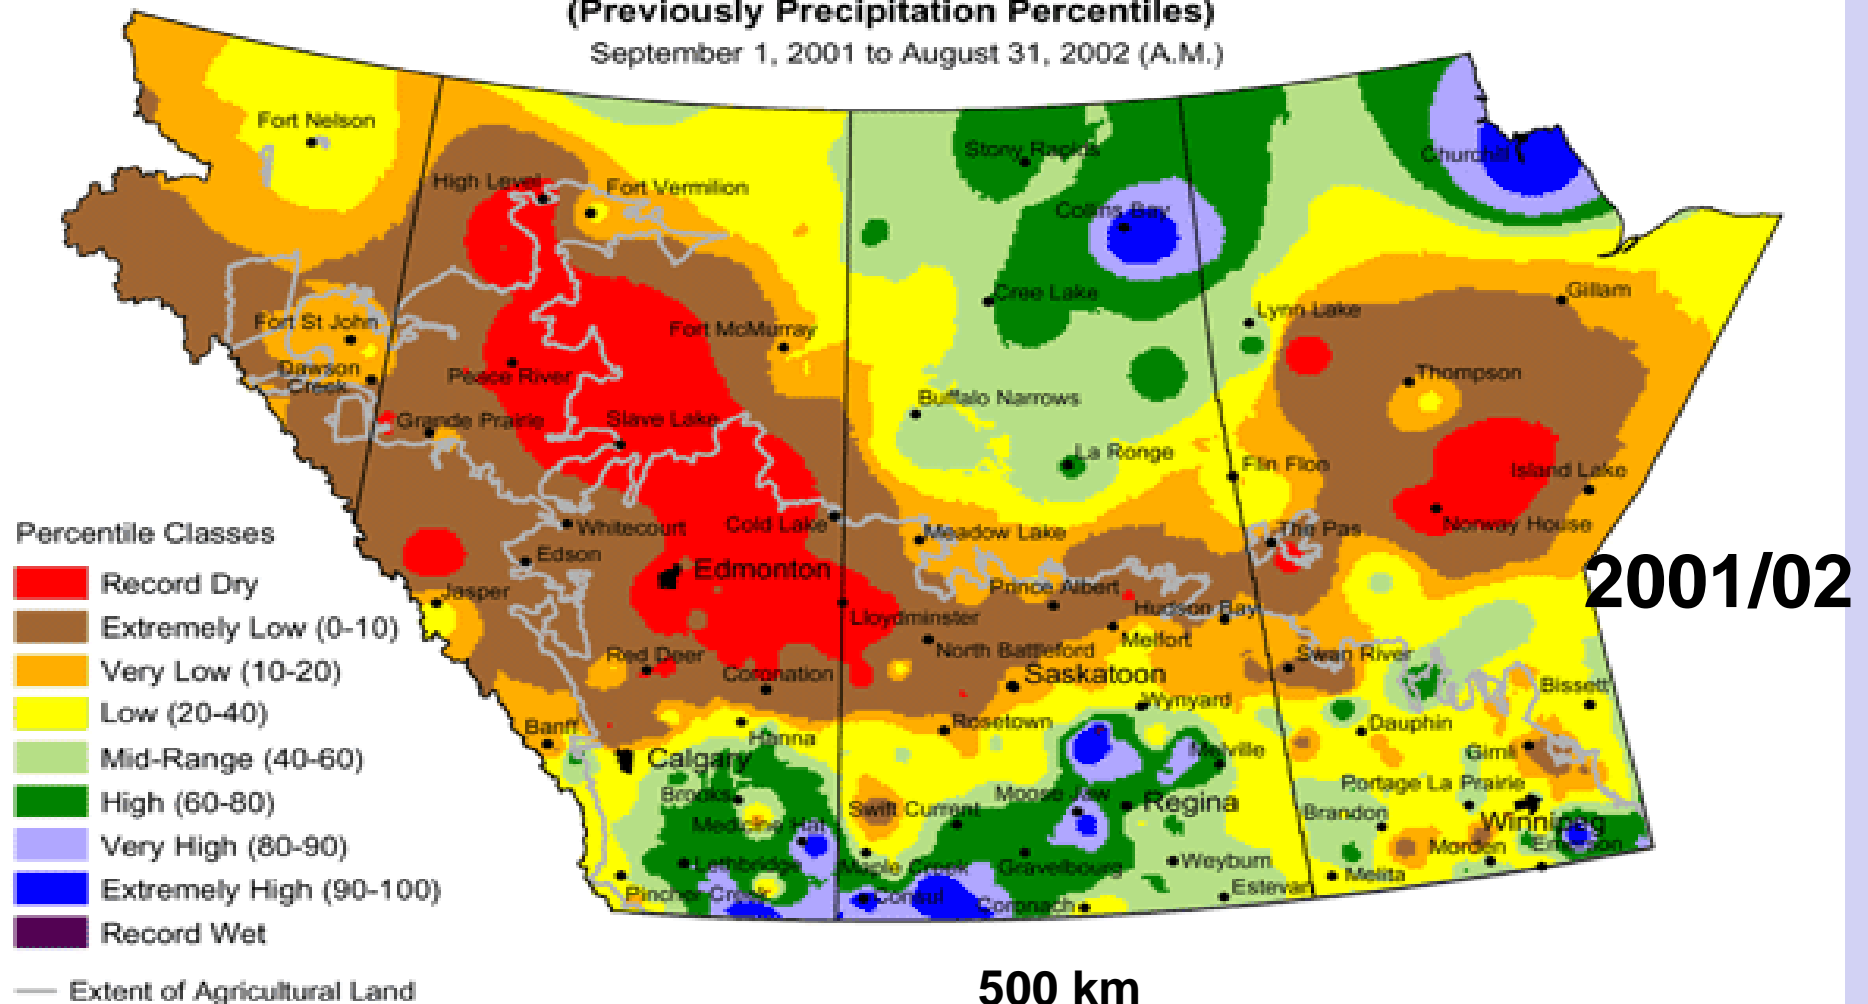 (Previously Precipitation Percentiles)
September 1, 2001 to August 31, 2002 (A.M.)
Fort Nelson
Stony Rapids
Churchill
High Level
Fort Vermilion
Collins Bay
Cree Lake
Gillam
Lynn Lake
Fort St John
Fort McMurray
Dawson
Creek
Peace River
Thompson
Buffalo Narrows
Grande Prairie
Slave Lake
La Ronge
Flin Flon
Island Lake
Whitecourt
Cold Lake
Meadow Lake
The Pas
Norway House
Edson
Edmonton
2001/02
Jasper
Prince Albert
Hudson Bay
Lloydminster
North Battleford
Melfort
Red Deer
Coronation
Saskatoon
Swan River
Wynyard
Bissett
Banff
Hanna
Rosetown
Dauphin
Calgary
Melville
Gimli
Brooks
Swift Current
Moose Jaw
Regina
Portage La Prairie
Brandon
Winnipeg
Medicine Hat
Lethbridge
Maple Creek
Gravelbourg
Weyburn
Morden
Emerson
Pincher Creek
Consul
Coronach
Estevan
Melita
Percentile Classes
Record Dry
Extremely Low (0-10)
Very Low (10-20)
Low (20-40)
Mid-Range (40-60)
High (60-80)
Very High (80-90)
Extremely High (90-100)
Record Wet
Extent of Agricultural Land
500 km